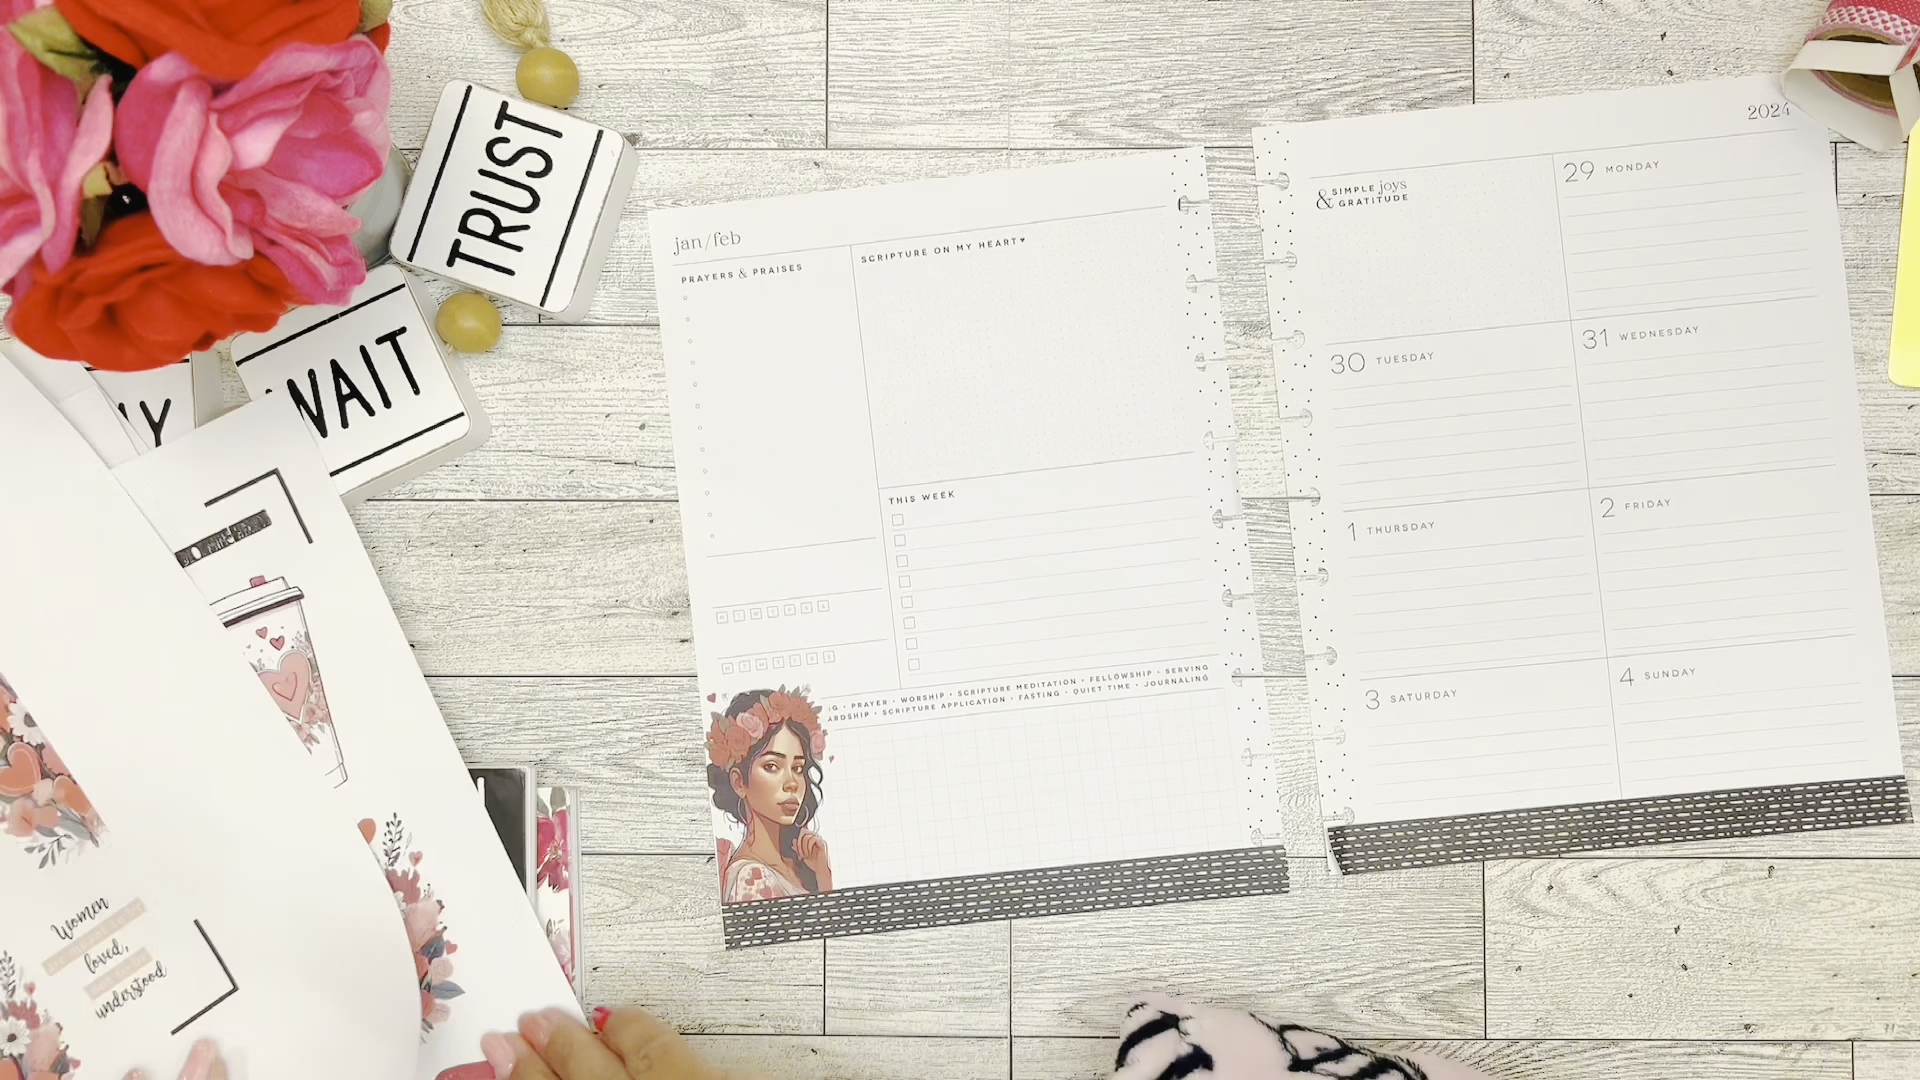 TRUST
WAIT
jan/feb
PRAYERS & PRAISES
SCRIPTURE ON MY HEART♥
THIS WEEK
M T W T F S S
M T W T F S S
· PRAYER • WORSHIP • SCRIPTURE MEDITATION • FELLOWSHIP • SERVING
• SCRIPTURE APPLICATION • FASTING • QUIET TIME • JOURNALING
2024
& SIMPLE joys
GRATITUDE
29 MONDAY
30 TUESDAY
31 WEDNESDAY
1 THURSDAY
2 FRIDAY
3 SATURDAY
4 SUNDAY
Women
loved,
understood